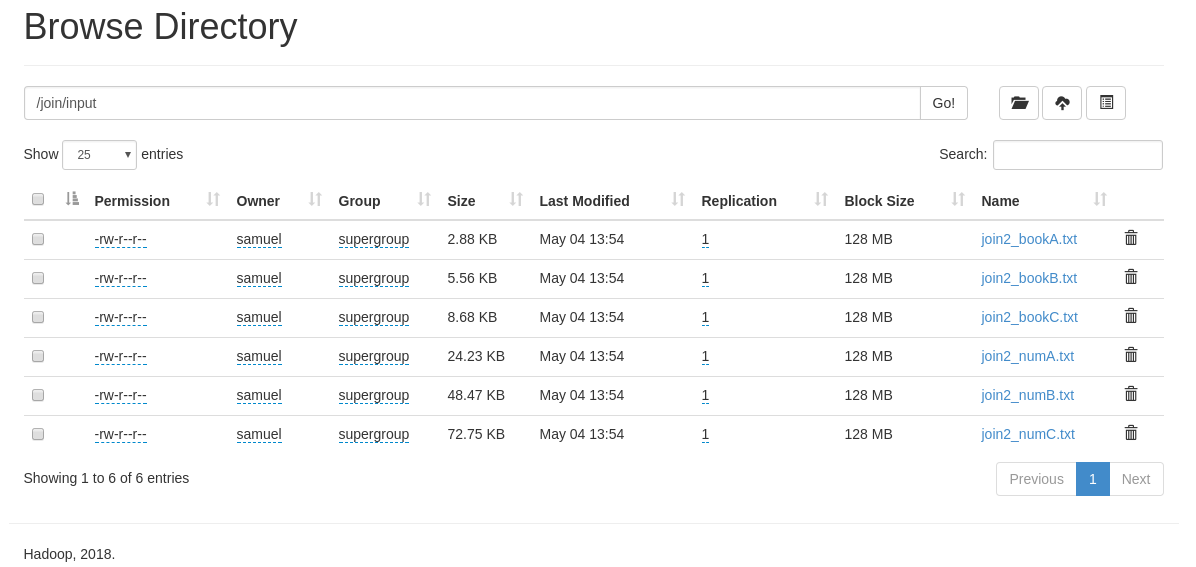 Browse Directory
/join/input Go!
Show 25 entries Search:
Permission Owner Group Size Last Modified Replication Block Size Name
-rw-r--r-- samuel supergroup 2.88 KB May 04 13:54 1 128 MB join2_bookA.txt
-rw-r--r-- samuel supergroup 5.56 KB May 04 13:54 1 128 MB join2_bookB.txt
-rw-r--r-- samuel supergroup 8.68 KB May 04 13:54 1 128 MB join2_bookC.txt
-rw-r--r-- samuel supergroup 24.23 KB May 04 13:54 1 128 MB join2_numA.txt
-rw-r--r-- samuel supergroup 48.47 KB May 04 13:54 1 128 MB join2_numB.txt
-rw-r--r-- samuel supergroup 72.75 KB May 04 13:54 1 128 MB join2_numC.txt
Showing 1 to 6 of 6 entries Previous 1 Next
Hadoop, 2018.